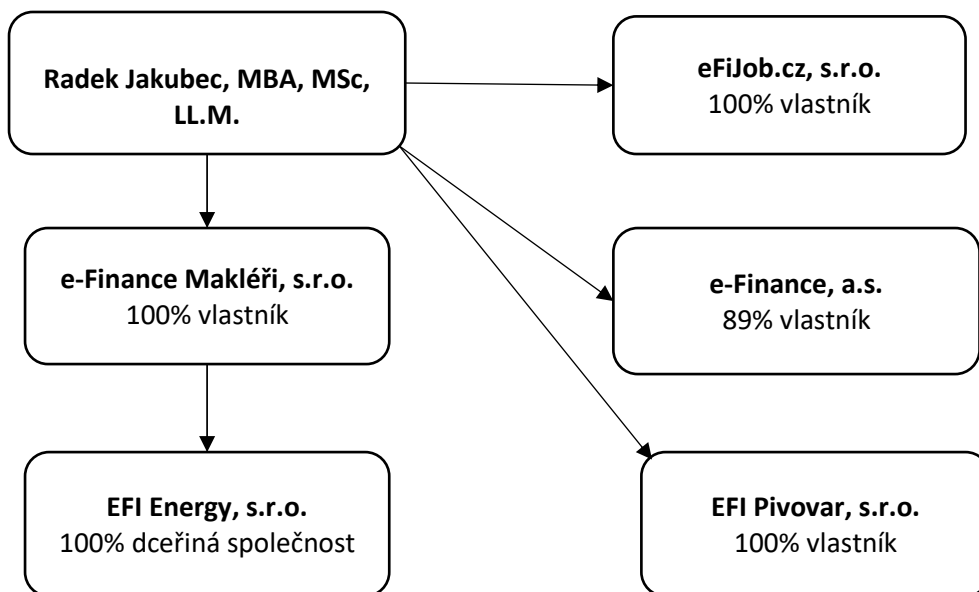 Radek Jakubec, MBA, MSc,
LL.M.
eFiJob.cz, s.r.o.
100% vlastník
e-Finance Makléři, s.r.o.
100% vlastník
e-Finance, a.s.
89% vlastník
EFI Energy, s.r.o.
100% dceřiná společnost
EFI Pivovar, s.r.o.
100% vlastník